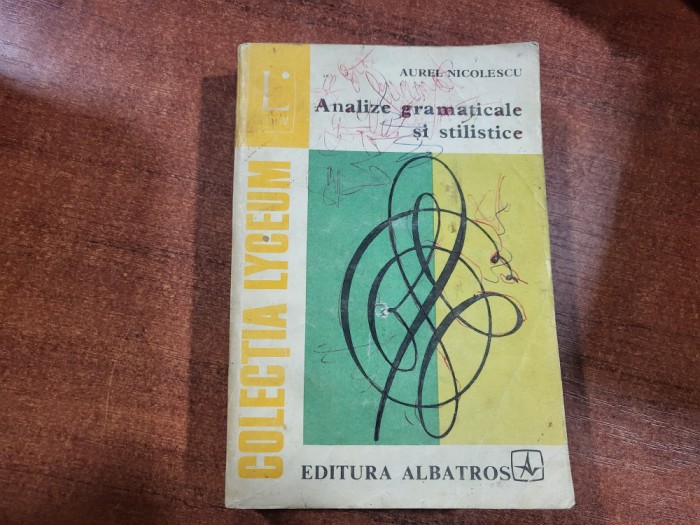 AUREL NICOLESCU
Analize gramaticale
și stilistice
COLECȚIA LYCEUM
EDITURA ALBATROS